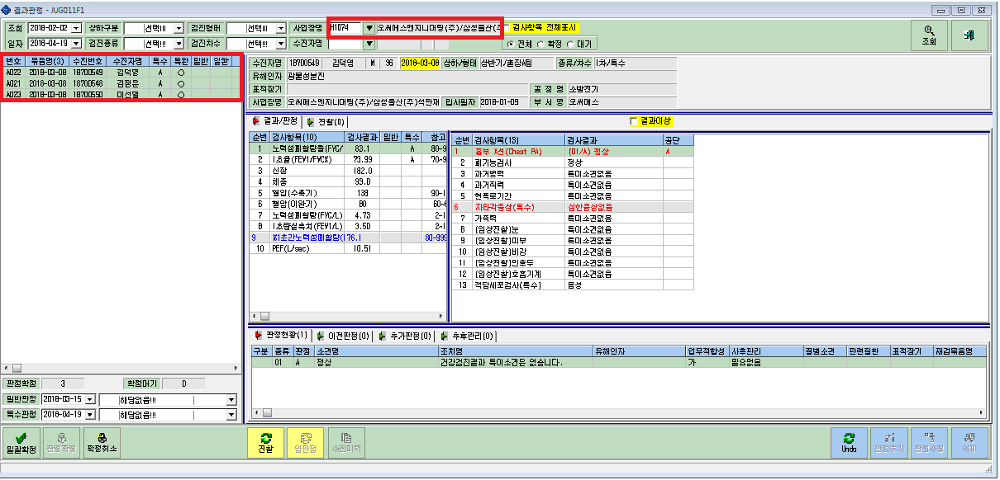 결과판정 - JUG011F1
조회 2018-02-02 상하구분 선택!!! 검진형태 선택!!! 사업장명 H1074 오씨에스엔지니어링(주)/삼성물산(주 검사항목 전체표시
일자 2018-04-19 검진종류 선택!!! 검진차수 선택!!! 수진자명 전체 확정 대기
조회
번호 묶음명(3) 수진번호 수진자명 특수 특완 일반 일완
A022 2018-03-08 18700549 김덕영 A ○
A021 2018-03-08 18700548 김정운 A ○
A023 2018-03-08 18700550 이선열 A ○
수진자명 18700549 김덕영 M 96 2018-03-08 상하/형태 상반기/출장A팀 종류/차수 1차/특수
유해인자 광물성분진
표적장기 공 정 명 소방전기
사업장명 오씨에스엔지니어링(주)/삼성물산(주)석판재 입사일자 2018-01-09 부 서 명 오씨에스
결과/판정 진찰(0) 결과이상
순번 검사항목(10) 검사결과 일반 특수 참고
1 노력성폐활량율(FVC/ 83.1 A 80-9
2 1초율(FEV1/FVC%) 73.99 A 70-9
3 신장 182.0
4 체중 93.0
5 혈압(수축기) 138 90-1
6 혈압(이완기) 80 60-6
7 노력성폐활량(FVC/L) 4.73 2-1
8 1초량실측치(FEV1/L) 3.50 2-1
9 %1초간노력성폐활량(1 76.1 80-999
10 PEF(L/sec) 10.51
순번 검사항목(13) 검사결과 공단
1 흉부 X선(Chest PA) [01/A] 정상 A
2 폐기능검사 정상
3 과거병력 특이소견없음
4 과거직력 특이소견없음
5 현폭로기간 특이소견없음
6 자타각증상(특수) 심한증상없음
7 가족력 특이소견없음
8 (임상진찰)눈 특이소견없음
9 (임상진찰)피부 특이소견없음
10 (임상진찰)비강 특이소견없음
11 (임상진찰)인후두 특이소견없음
12 (임상진찰)호흡기계 특이소견없음
13 객담세포검사(특수) 음성
판정현황(1) 이전판정(0) 추가판정(0) 추후관리(0)
구분 종류 판정 소견명 조치명 유해인자 업무적합성 사후관리 질병소견 관련질환 표적장기 재검묶음명
01 A 정상 건강검진결과 특이소견은 없습니다. 가 필요없음
판정확정 3 확정대기 0
일반판정 2018-03-15 해당없음!!!
특수판정 2018-04-19 해당없음!!!
일괄확정 판정확정 확정취소 진찰 암판정 수진이력 Undo 판정추가 판정수정 삭제